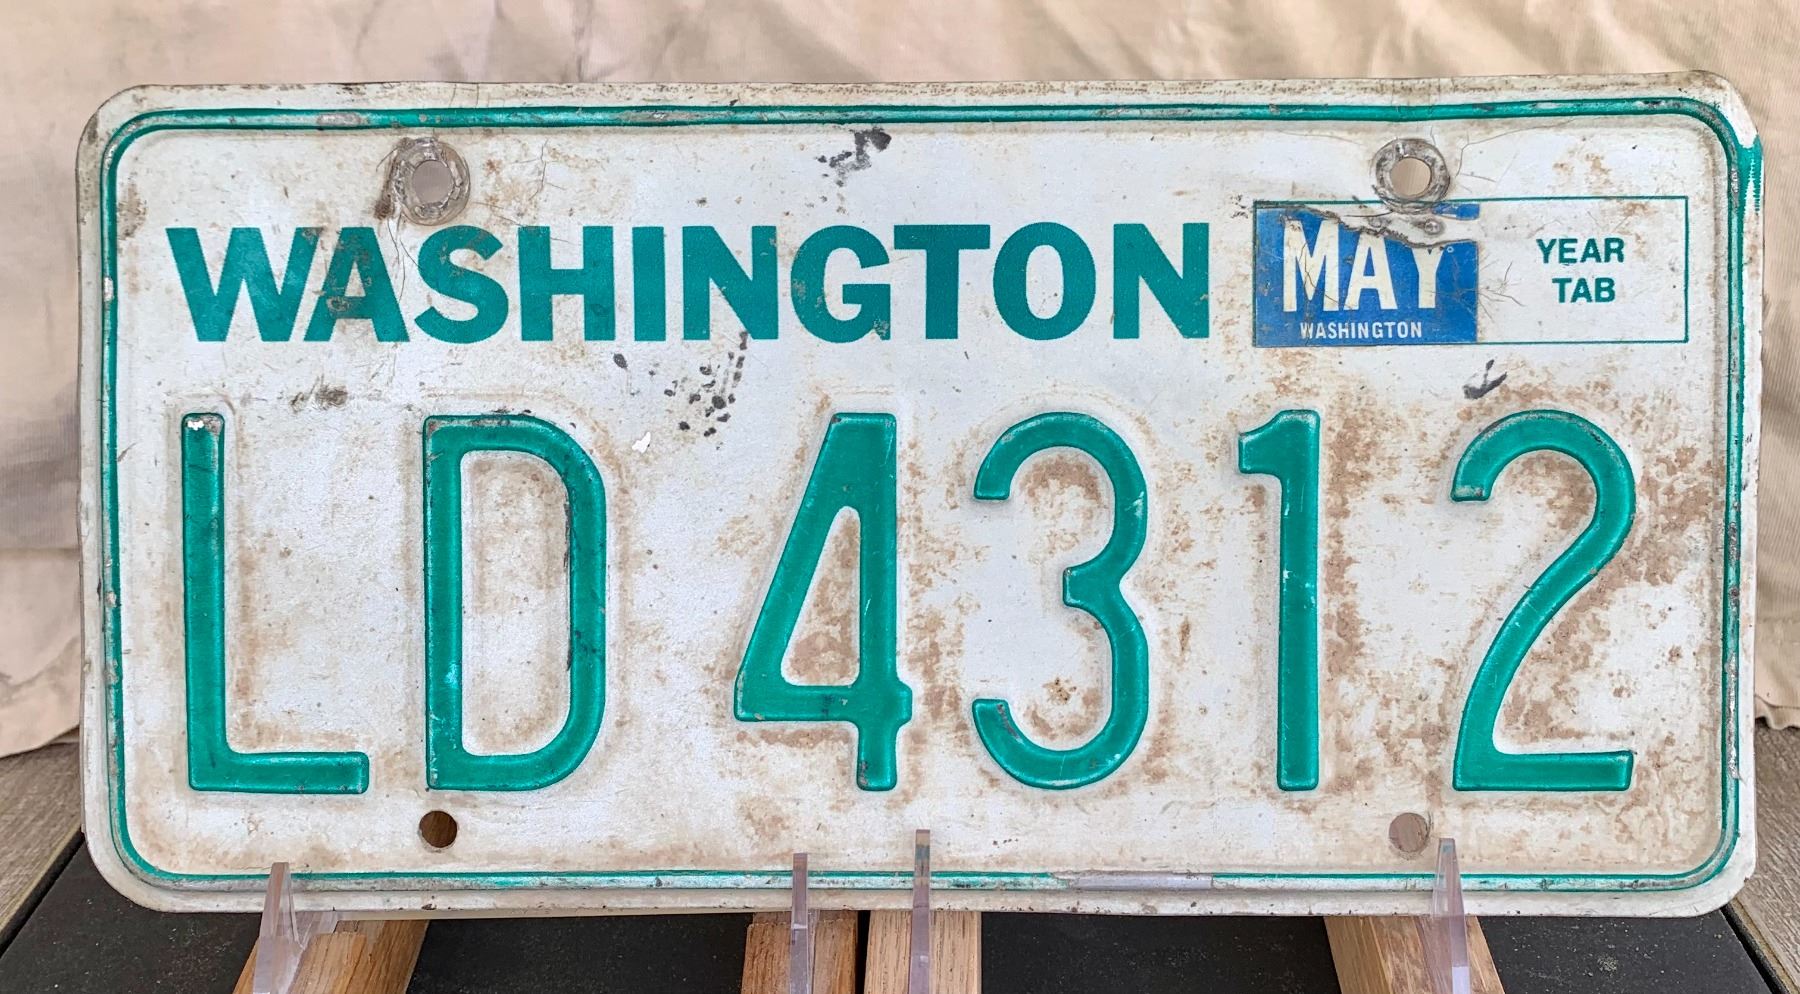 WASHINGTON
MAY
WASHINGTON
YEAR
TAB
LD 4312